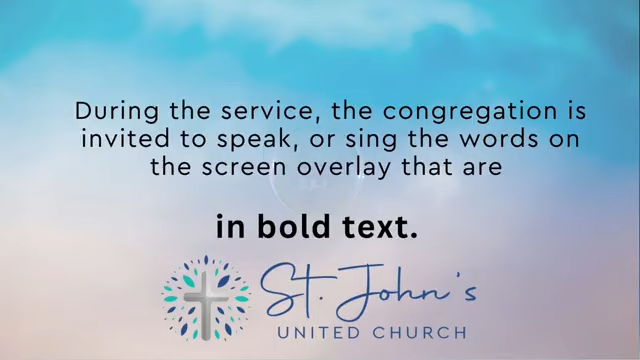 During the service, the congregation is
invited to speak, or sing the words on
the screen overlay that are
in bold text.
St. John's
UNITED CHURCH